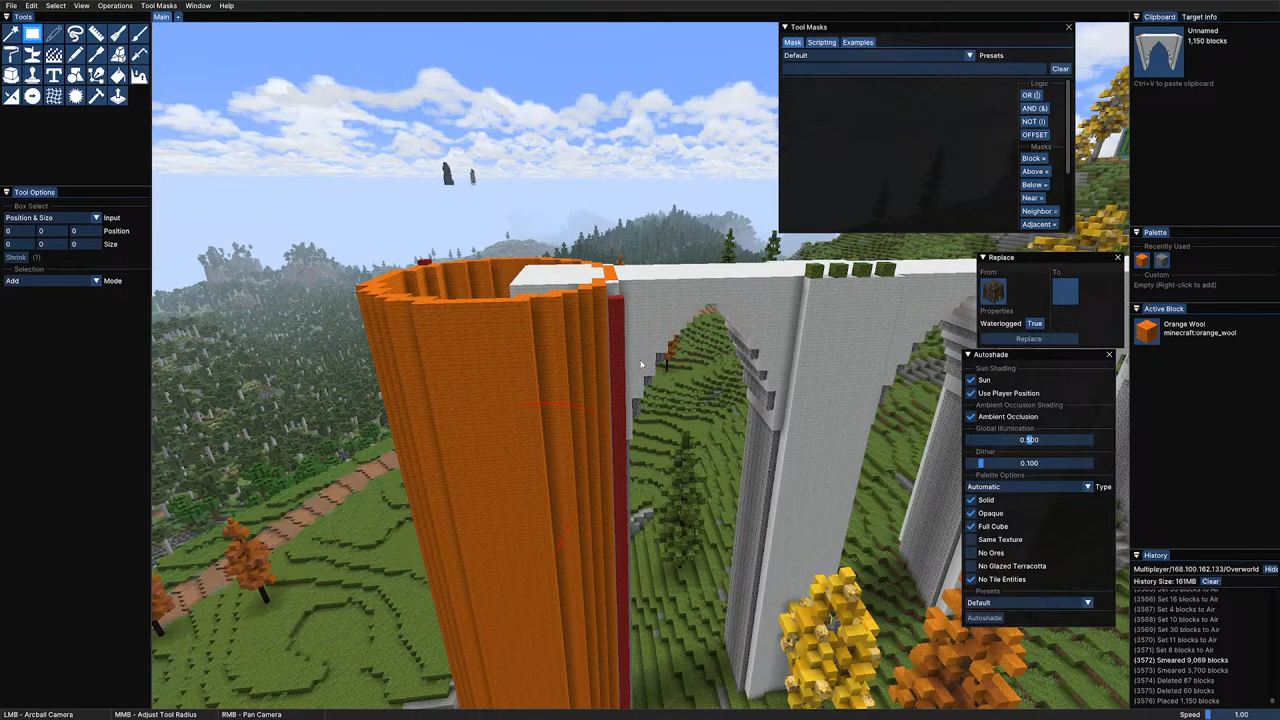 File Edit Select View Operations Tool Masks Window Help
Tools
Main +
Tool Options
Box Select
Position & Size Input
0 0 0 Position
0 0 0 Size
Shrink (?)
Selection
Add Mode
Tool Masks
Mask Scripting Examples
Default Presets
Clear
Logic
OR (|)
AND (&)
NOT (!)
OFFSET
Masks
Block =
Above =
Below =
Near =
Neighbor =
Adjacent =
Replace
From To
Properties
Waterlogged True
Replace
Autoshade
Sun Shading
Sun
Use Player Position
Ambient Occlusion Shading
Ambient Occlusion
Global Illumination
0.500
Dither
0.100
Palette Options
Automatic Type
Solid
Opaque
Full Cube
Same Texture
No Ores
No Glazed Terracotta
No Tile Entities
Presets
Default
Autoshade
Clipboard Target Info
Unnamed
1,150 blocks
Ctrl+V to paste clipboard
Palette
Recently Used
Custom
Empty (Right-click to add)
Active Block
Orange Wool
minecraft:orange_wool
History
Multiplayer/168.100.162.133/Overworld Hide
History Size: 161MB Clear
(3566) Set 16 blocks to Air
(3567) Set 4 blocks to Air
(3568) Set 10 blocks to Air
(3569) Set 30 blocks to Air
(3570) Set 11 blocks to Air
(3571) Set 8 blocks to Air
(3572) Smeared 9,069 blocks
(3573) Smeared 3,700 blocks
(3574) Deleted 67 blocks
(3575) Deleted 60 blocks
(3576) Placed 1,150 blocks
LMB - Arcball Camera MMB - Adjust Tool Radius RMB - Pan Camera Speed 1.00